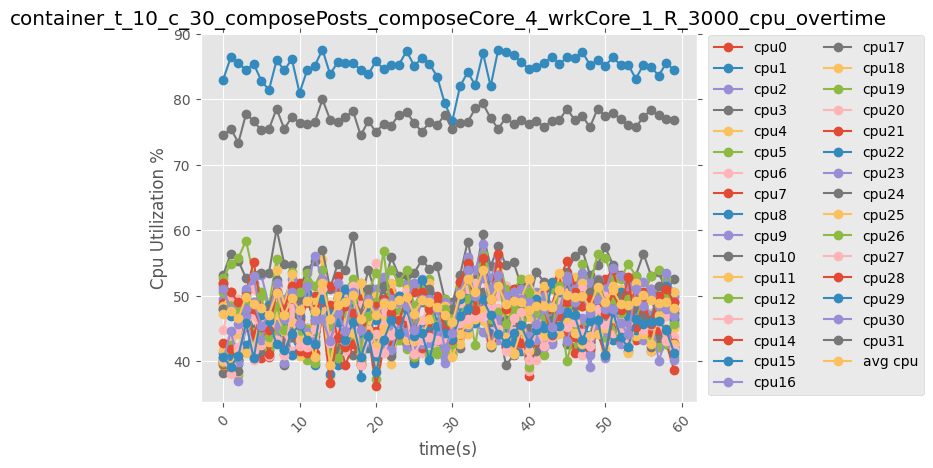 container_t_10_c_30_composePosts_composeCore_4_wrkCore_1_R_3000_cpu_overtime
90
80
70
60
50
40
Cpu Utilization %
0
10
20
30
40
50
60
time(s)
cpu0
cpu1
cpu2
cpu3
cpu4
cpu5
cpu6
cpu7
cpu8
cpu9
cpu10
cpu11
cpu12
cpu13
cpu14
cpu15
cpu16
cpu17
cpu18
cpu19
cpu20
cpu21
cpu22
cpu23
cpu24
cpu25
cpu26
cpu27
cpu28
cpu29
cpu30
cpu31
avg cpu